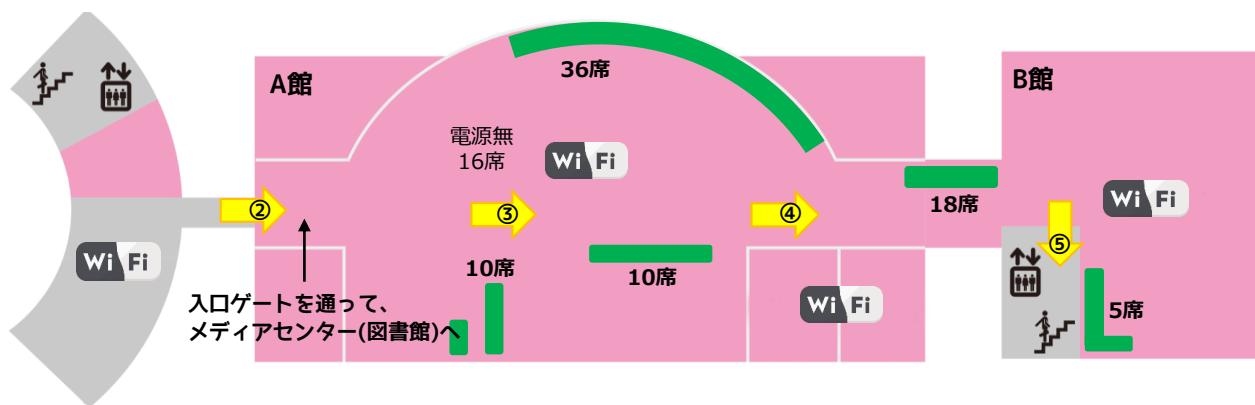 A館
36席
B館
電源無
16席
Wi Fi
Wi Fi
18席
②
③
④
⑤
Wi Fi
10席
10席
入口ゲートを通って、
メディアセンター(図書館)へ
Wi Fi
5席